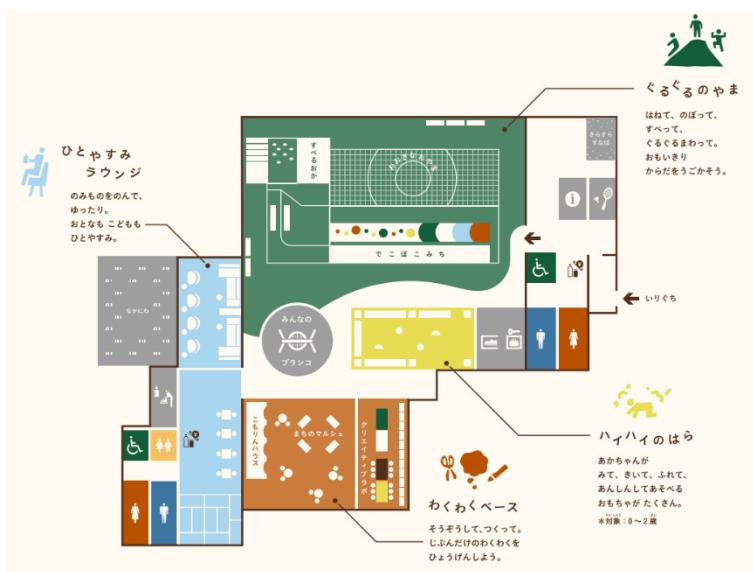 ぐるぐるのやま
はねて、のぼって、
すべって、
ぐるぐるまわって。
おもいきり
からだをうごかそう。
ひとやすみ
ラウンジ
のみものをのんで、
ゆったり。
おとなも こどもも
ひとやすみ。
すべるおか
おおきなおやま
さらさら
すなば
でこぼこみち
いりぐち
なかにわ
みんなの
ブランコ
こもりんハウス
まちのマルシェ
クリエイティブラボ
ハイハイのはら
あかちゃんが
みて、きいて、ふれて、
あんしんしてあそべる
おもちゃが たくさん。
*対象：0〜2歳
わくわくベース
そうぞうして、つくって。
じぶんだけのわくわくを
ひょうげんしよう。